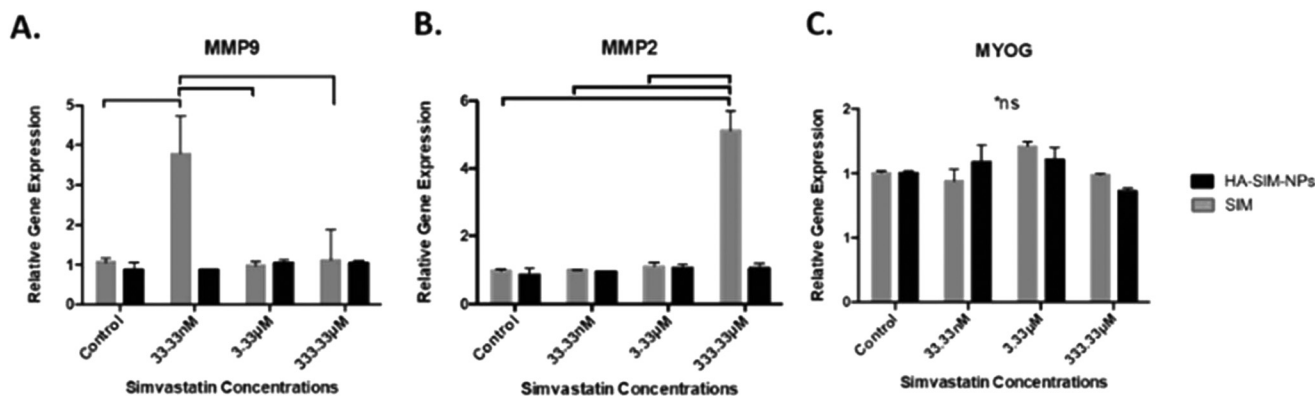 A.
MMP9
Relative Gene Expression
5
4
3
2
1
0
Control
33.33nM
3.33µM
333.33µM
Simvastatin Concentrations
B.
MMP2
Relative Gene Expression
6
4
2
0
Control
33.33nM
3.33µM
333.33µM
Simvastatin Concentrations
C.
MYOG
*ns
Relative Gene Expression
2
1
1
0
Control
33.33nM
3.33µM
333.33µM
Simvastatin Concentrations
HA-SIM-NPs
SIM